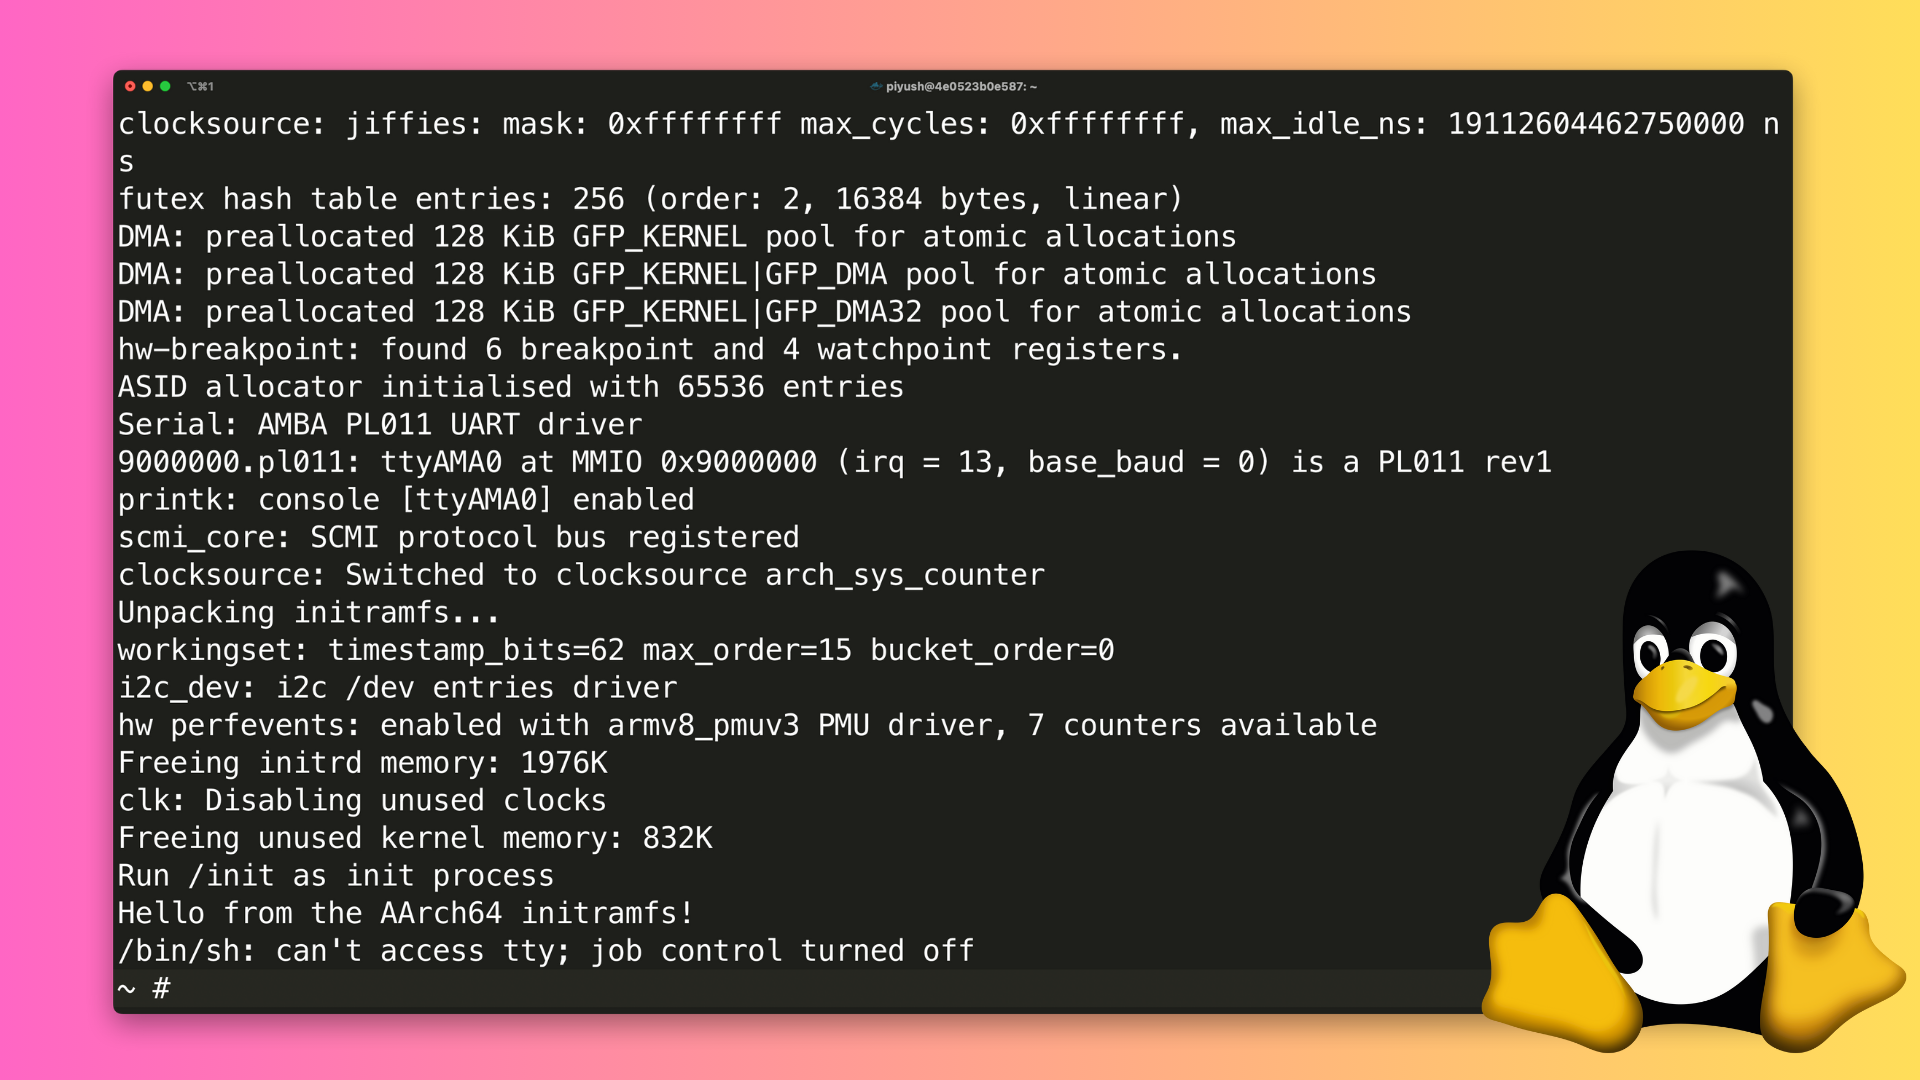 ⌥⌘1
piyush@4e0523b0e587: ~
clocksource: jiffies: mask: 0xffffffff max_cycles: 0xffffffff, max_idle_ns: 19112604462750000 n
s
futex hash table entries: 256 (order: 2, 16384 bytes, linear)
DMA: preallocated 128 KiB GFP_KERNEL pool for atomic allocations
DMA: preallocated 128 KiB GFP_KERNEL|GFP_DMA pool for atomic allocations
DMA: preallocated 128 KiB GFP_KERNEL|GFP_DMA32 pool for atomic allocations
hw-breakpoint: found 6 breakpoint and 4 watchpoint registers.
ASID allocator initialised with 65536 entries
Serial: AMBA PL011 UART driver
9000000.pl011: ttyAMA0 at MMIO 0x9000000 (irq = 13, base_baud = 0) is a PL011 rev1
printk: console [ttyAMA0] enabled
scmi_core: SCMI protocol bus registered
clocksource: Switched to clocksource arch_sys_counter
Unpacking initramfs...
workingset: timestamp_bits=62 max_order=15 bucket_order=0
i2c_dev: i2c /dev entries driver
hw perfevents: enabled with armv8_pmuv3 PMU driver, 7 counters available
Freeing initrd memory: 1976K
clk: Disabling unused clocks
Freeing unused kernel memory: 832K
Run /init as init process
Hello from the AArch64 initramfs!
/bin/sh: can't access tty; job control turned off
~ #